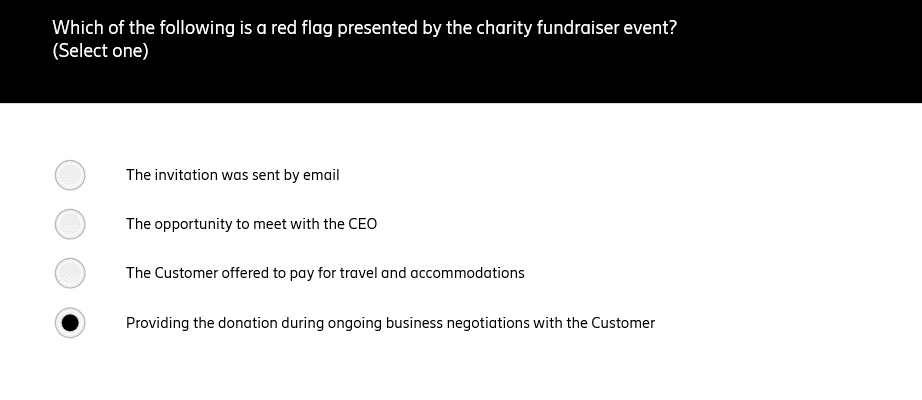 Which of the following is a red flag presented by the charity fundraiser event?
(Select one)
The invitation was sent by email
The opportunity to meet with the CEO
The Customer offered to pay for travel and accommodations
Providing the donation during ongoing business negotiations with the Customer